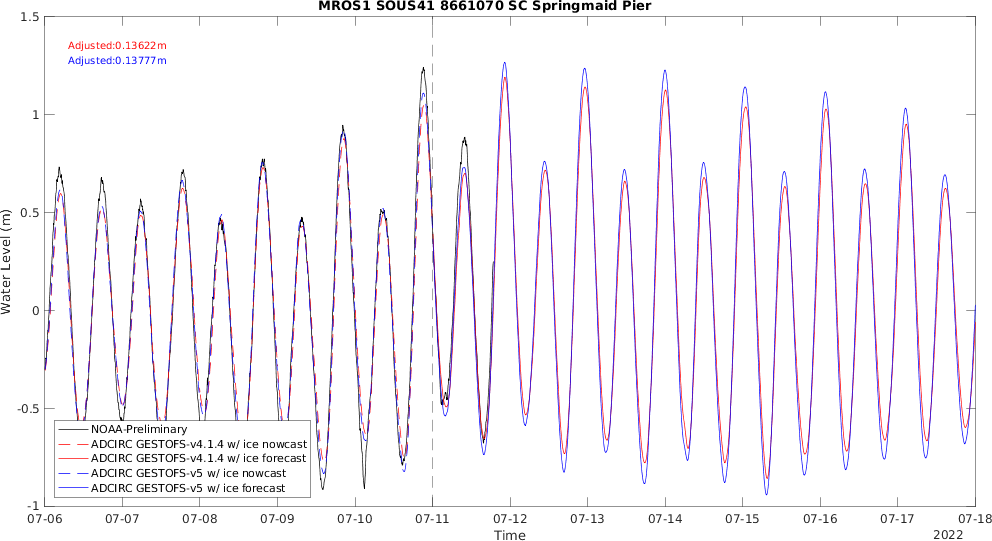 MROS1 SOUS41 8661070 SC Springmaid Pier
1.5
Adjusted:0.13622m
Adjusted:0.13777m
1
0.5
Water Level (m)
0
-0.5
NOAA-Preliminary
ADCIRC GESTOFS-v4.1.4 w/ ice nowcast
ADCIRC GESTOFS-v4.1.4 w/ ice forecast
ADCIRC GESTOFS-v5 w/ ice nowcast
ADCIRC GESTOFS-v5 w/ ice forecast
-1
07-06 07-07 07-08 07-09 07-10 07-11 07-12 07-13 07-14 07-15 07-16 07-17 07-18
Time
2022